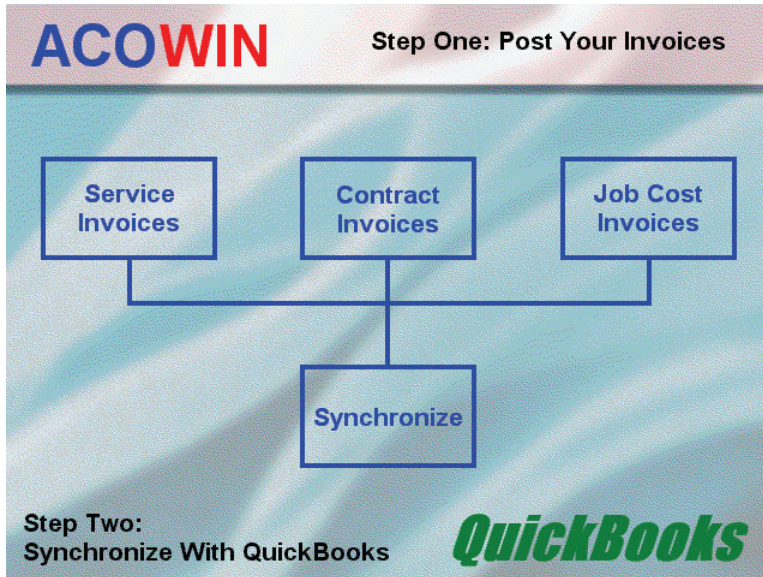 ACOWIN
Step One: Post Your Invoices
Service
Invoices
Contract
Invoices
Job Cost
Invoices
Synchronize
Step Two:
Synchronize With QuickBooks
QuickBooks